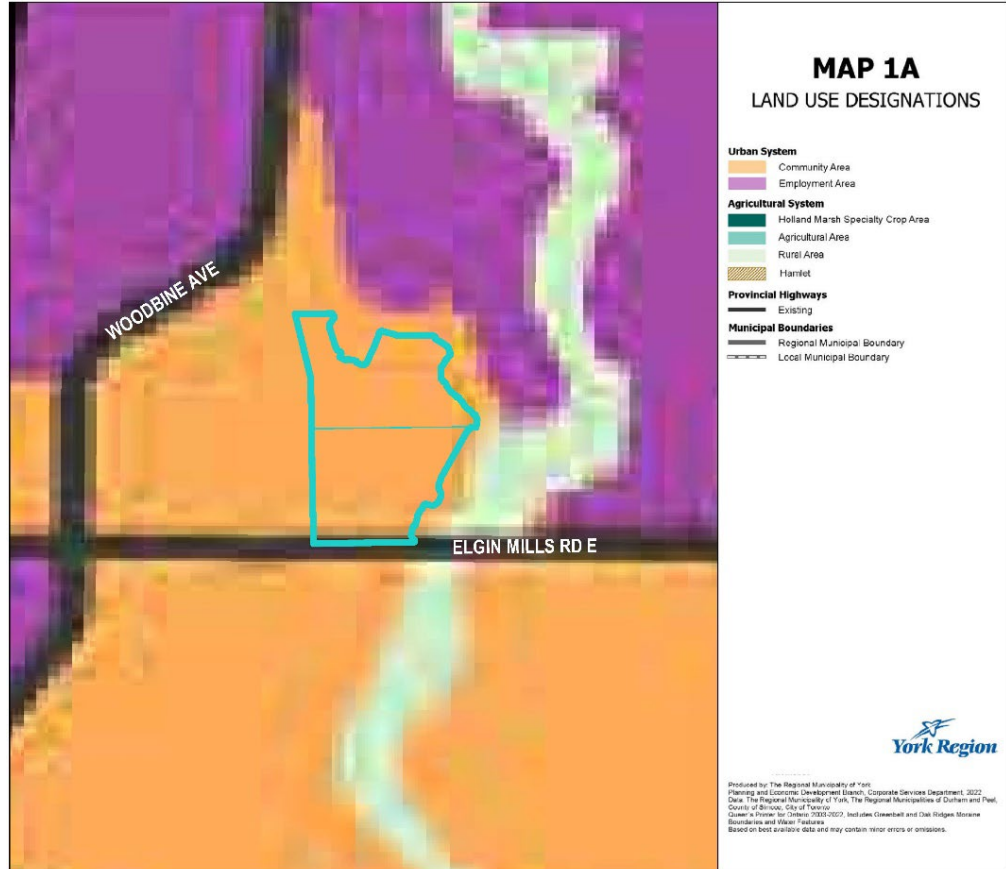 MAP 1A
LAND USE DESIGNATIONS
Urban System
Community Area
Employment Area
Agricultural System
Holland Marsh Specialty Crop Area
Agricultural Area
Rural Area
Hamlet
Provincial Highways
Existing
Municipal Boundaries
Regional Municipal Boundary
Local Municipal Boundary
WOODBINE AVE
ELGIN MILLS RD E
York Region
Produced by: The Regional Municipality of York
Planning and Economic Development Branch, Corporate Services Department, 2022
Data: The Regional Municipality of York, The Regional Municipalities of Durham and Peel,
County of Simcoe, City of Toronto
Queen's Printer for Ontario 2003-2022, Includes Greenbelt and Oak Ridges Moraine
Boundaries and Water Features
Based on best available data and may contain minor errors or omissions.